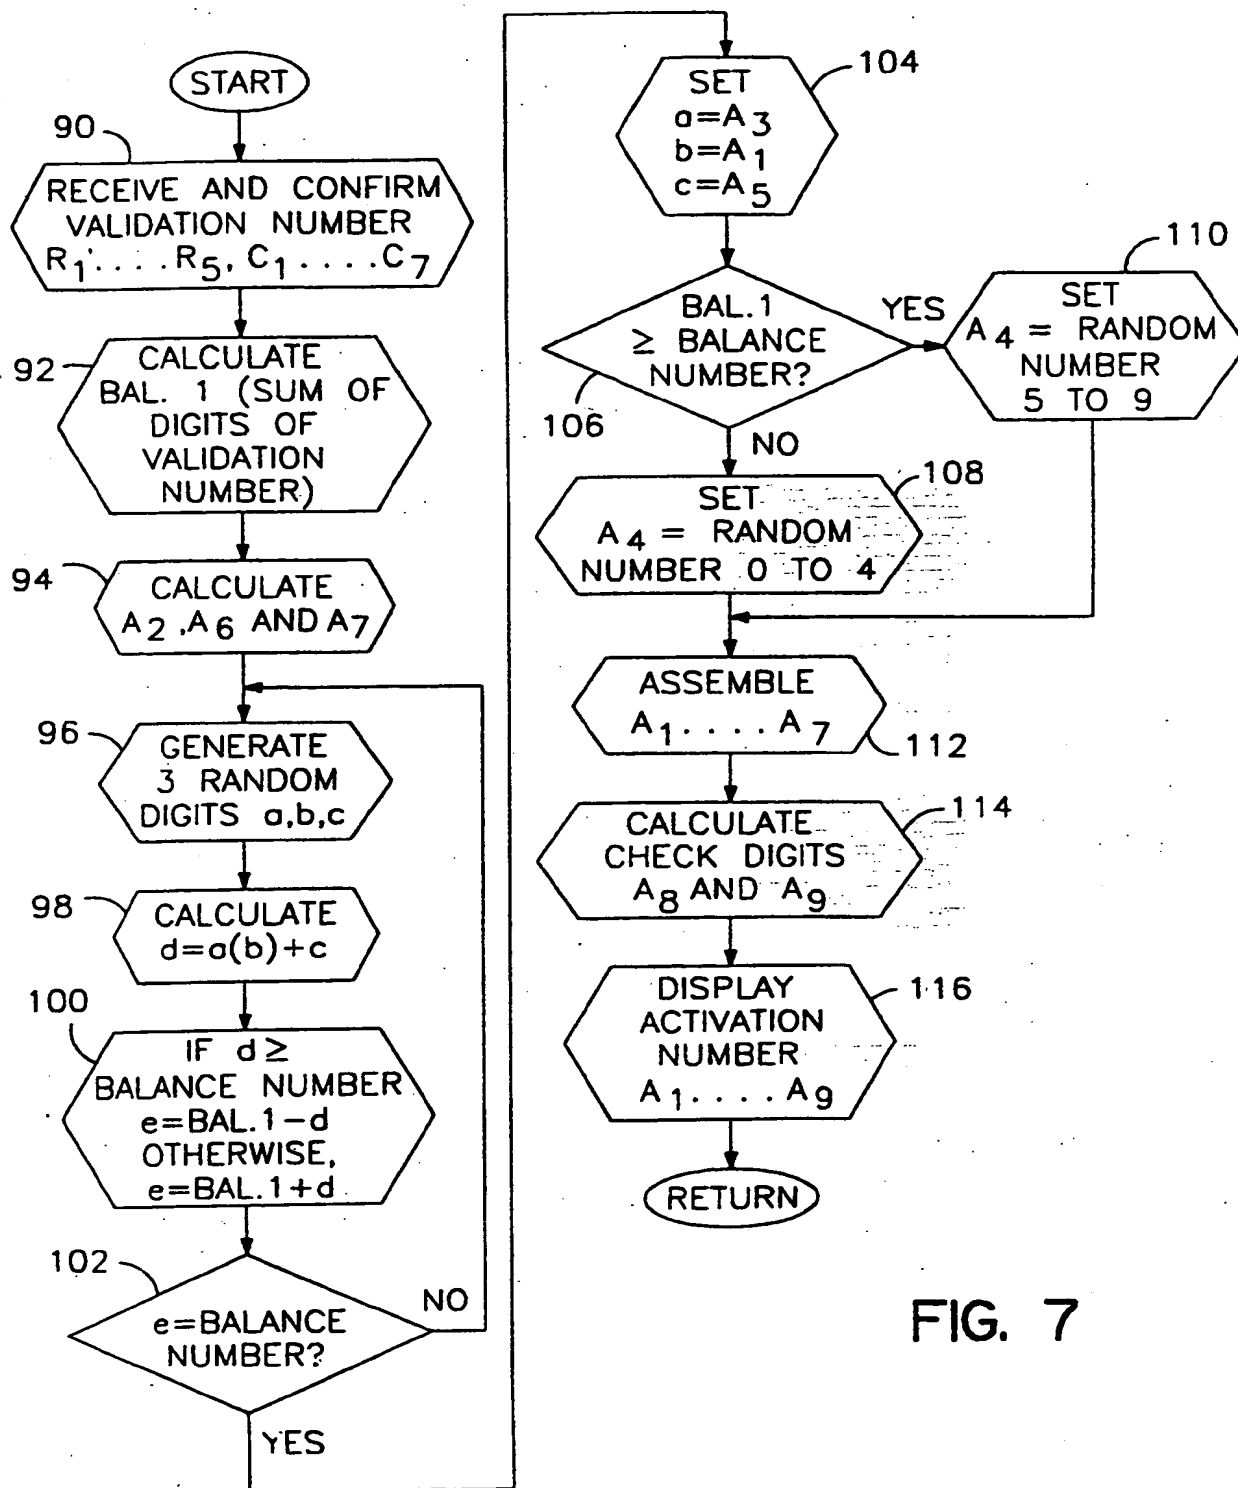 START
90
RECEIVE AND CONFIRM
VALIDATION NUMBER
R1....R5, C1....C7
92
CALCULATE
BAL. 1 (SUM OF
DIGITS OF
VALIDATION
NUMBER)
94
CALCULATE
A2,A6 AND A7
96
GENERATE
3 RANDOM
DIGITS a,b,c
98
CALCULATE
d=a(b)+c
100
IF d≥
BALANCE NUMBER
e=BAL.1-d
OTHERWISE,
e=BAL.1+d
102
e=BALANCE
NUMBER?
NO
YES
104
SET
a=A3
b=A1
c=A5
106
BAL.1
≥ BALANCE
NUMBER?
YES
NO
110
SET
A4= RANDOM
NUMBER
5 TO 9
108
SET
A4= RANDOM
NUMBER 0 TO 4
ASSEMBLE
A1....A7
112
114
CALCULATE
CHECK DIGITS
A8 AND A9
116
DISPLAY
ACTIVATION
NUMBER
A1....A9
RETURN
FIG. 7